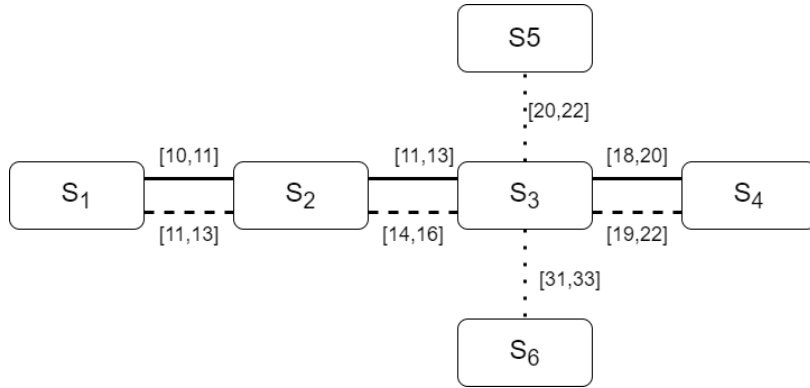 S5
[20,22]
[10,11] [11,13] [18,20]
S₁ S₂ S₃ S₄
[11,13] [14,16] [19,22]
[31,33]
S₆